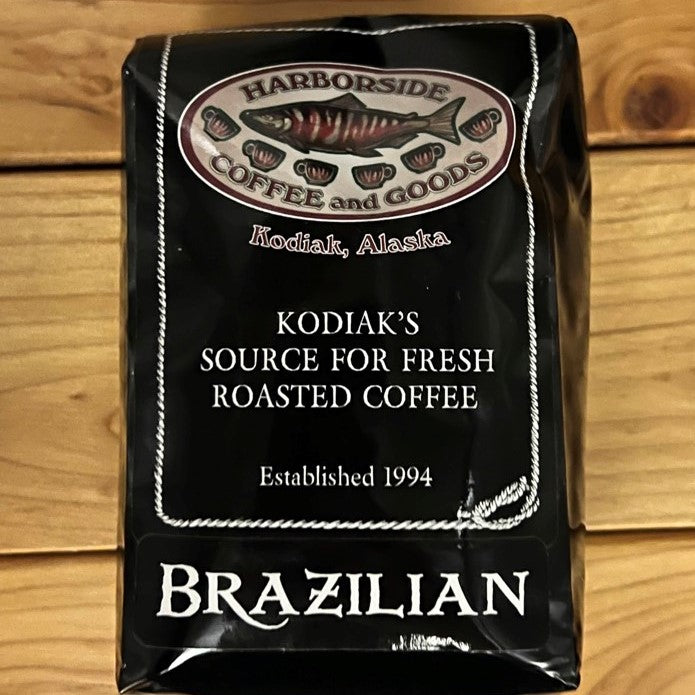 HARBORSIDE
COFFEE and GOODS
Kodiak, Alaska
KODIAK'S
SOURCE FOR FRESH
ROASTED COFFEE
Established 1994
BRAZILIAN